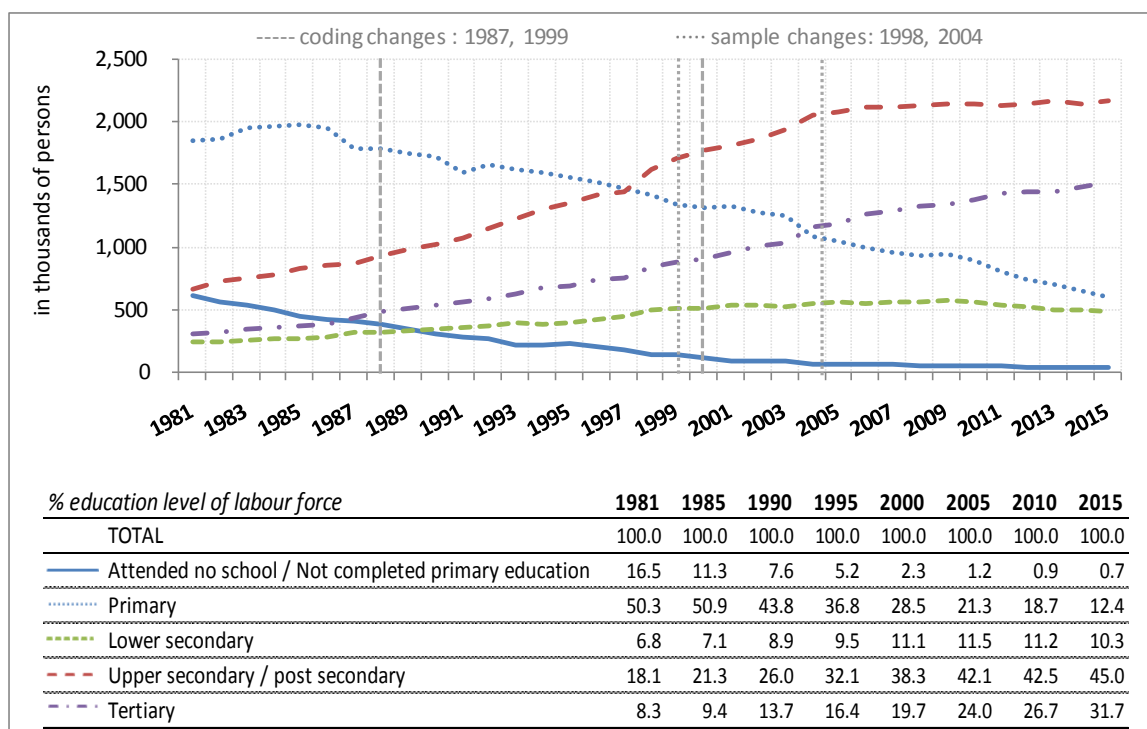 ----- coding changes : 1987, 1999 ····· sample changes: 1998, 2004
in thousands of persons
2,500
2,000
1,500
1,000
500
0
1981 1983 1985 1987 1989 1991 1993 1995 1997 1999 2001 2003 2005 2007 2009 2011 2013 2015
% education level of labour force 1981 1985 1990 1995 2000 2005 2010 2015
TOTAL 100.0 100.0 100.0 100.0 100.0 100.0 100.0 100.0
Attended no school / Not completed primary education 16.5 11.3 7.6 5.2 2.3 1.2 0.9 0.7
Primary 50.3 50.9 43.8 36.8 28.5 21.3 18.7 12.4
Lower secondary 6.8 7.1 8.9 9.5 11.1 11.5 11.2 10.3
Upper secondary / post secondary 18.1 21.3 26.0 32.1 38.3 42.1 42.5 45.0
Tertiary 8.3 9.4 13.7 16.4 19.7 24.0 26.7 31.7